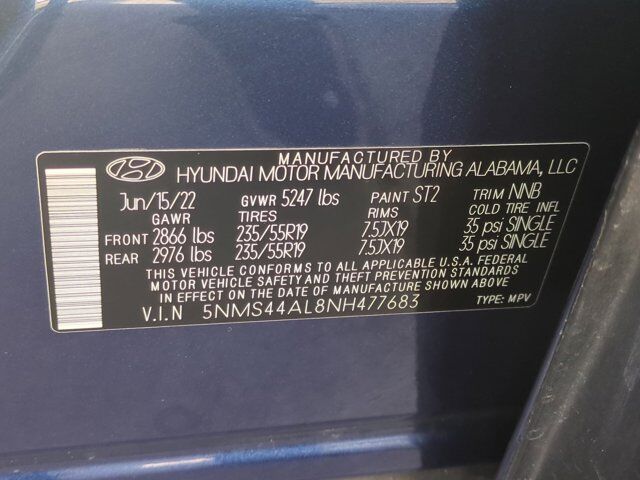 MANUFACTURED BY
HYUNDAI MOTOR MANUFACTURING ALABAMA, LLC
Jun/15/22 GVWR 5247 lbs PAINT ST2 TRIM NNB
GAWR TIRES RIMS COLD TIRE INFL
FRONT 2866 lbs 235/55R19 7.5JX19 35 psi SINGLE
REAR 2976 lbs 235/55R19 7.5JX19 35 psi SINGLE
THIS VEHICLE CONFORMS TO ALL APPLICABLE U.S.A. FEDERAL
MOTOR VEHICLE SAFETY AND THEFT PREVENTION STANDARDS
IN EFFECT ON THE DATE OF MANUFACTURE SHOWN ABOVE
V.I.N 5NMS44AL8NH477683 TYPE: MPV